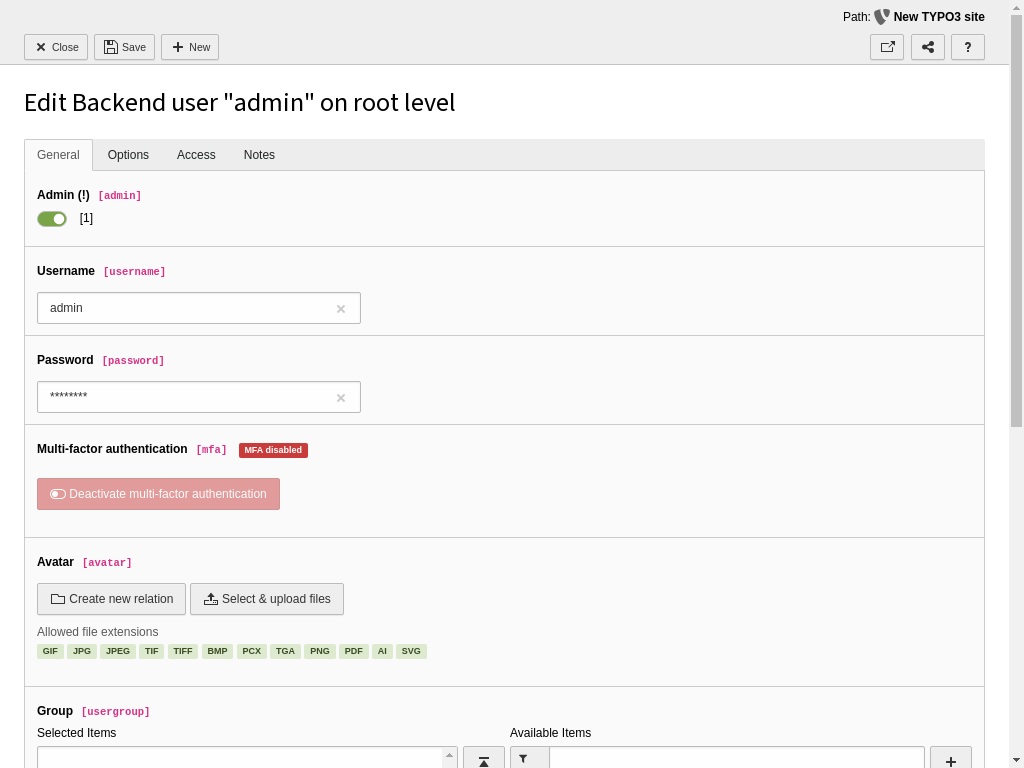 Path: New TYPO3 site
Close Save New ?
Edit Backend user "admin" on root level
General Options Access Notes
Admin (!) [admin]
[1]
Username [username]
admin
Password [password]
********
Multi-factor authentication [mfa] MFA disabled
Deactivate multi-factor authentication
Avatar [avatar]
Create new relation Select & upload files
Allowed file extensions
GIF JPG JPEG TIF TIFF BMP PCX TGA PNG PDF AI SVG
Group [usergroup]
Selected Items Available Items